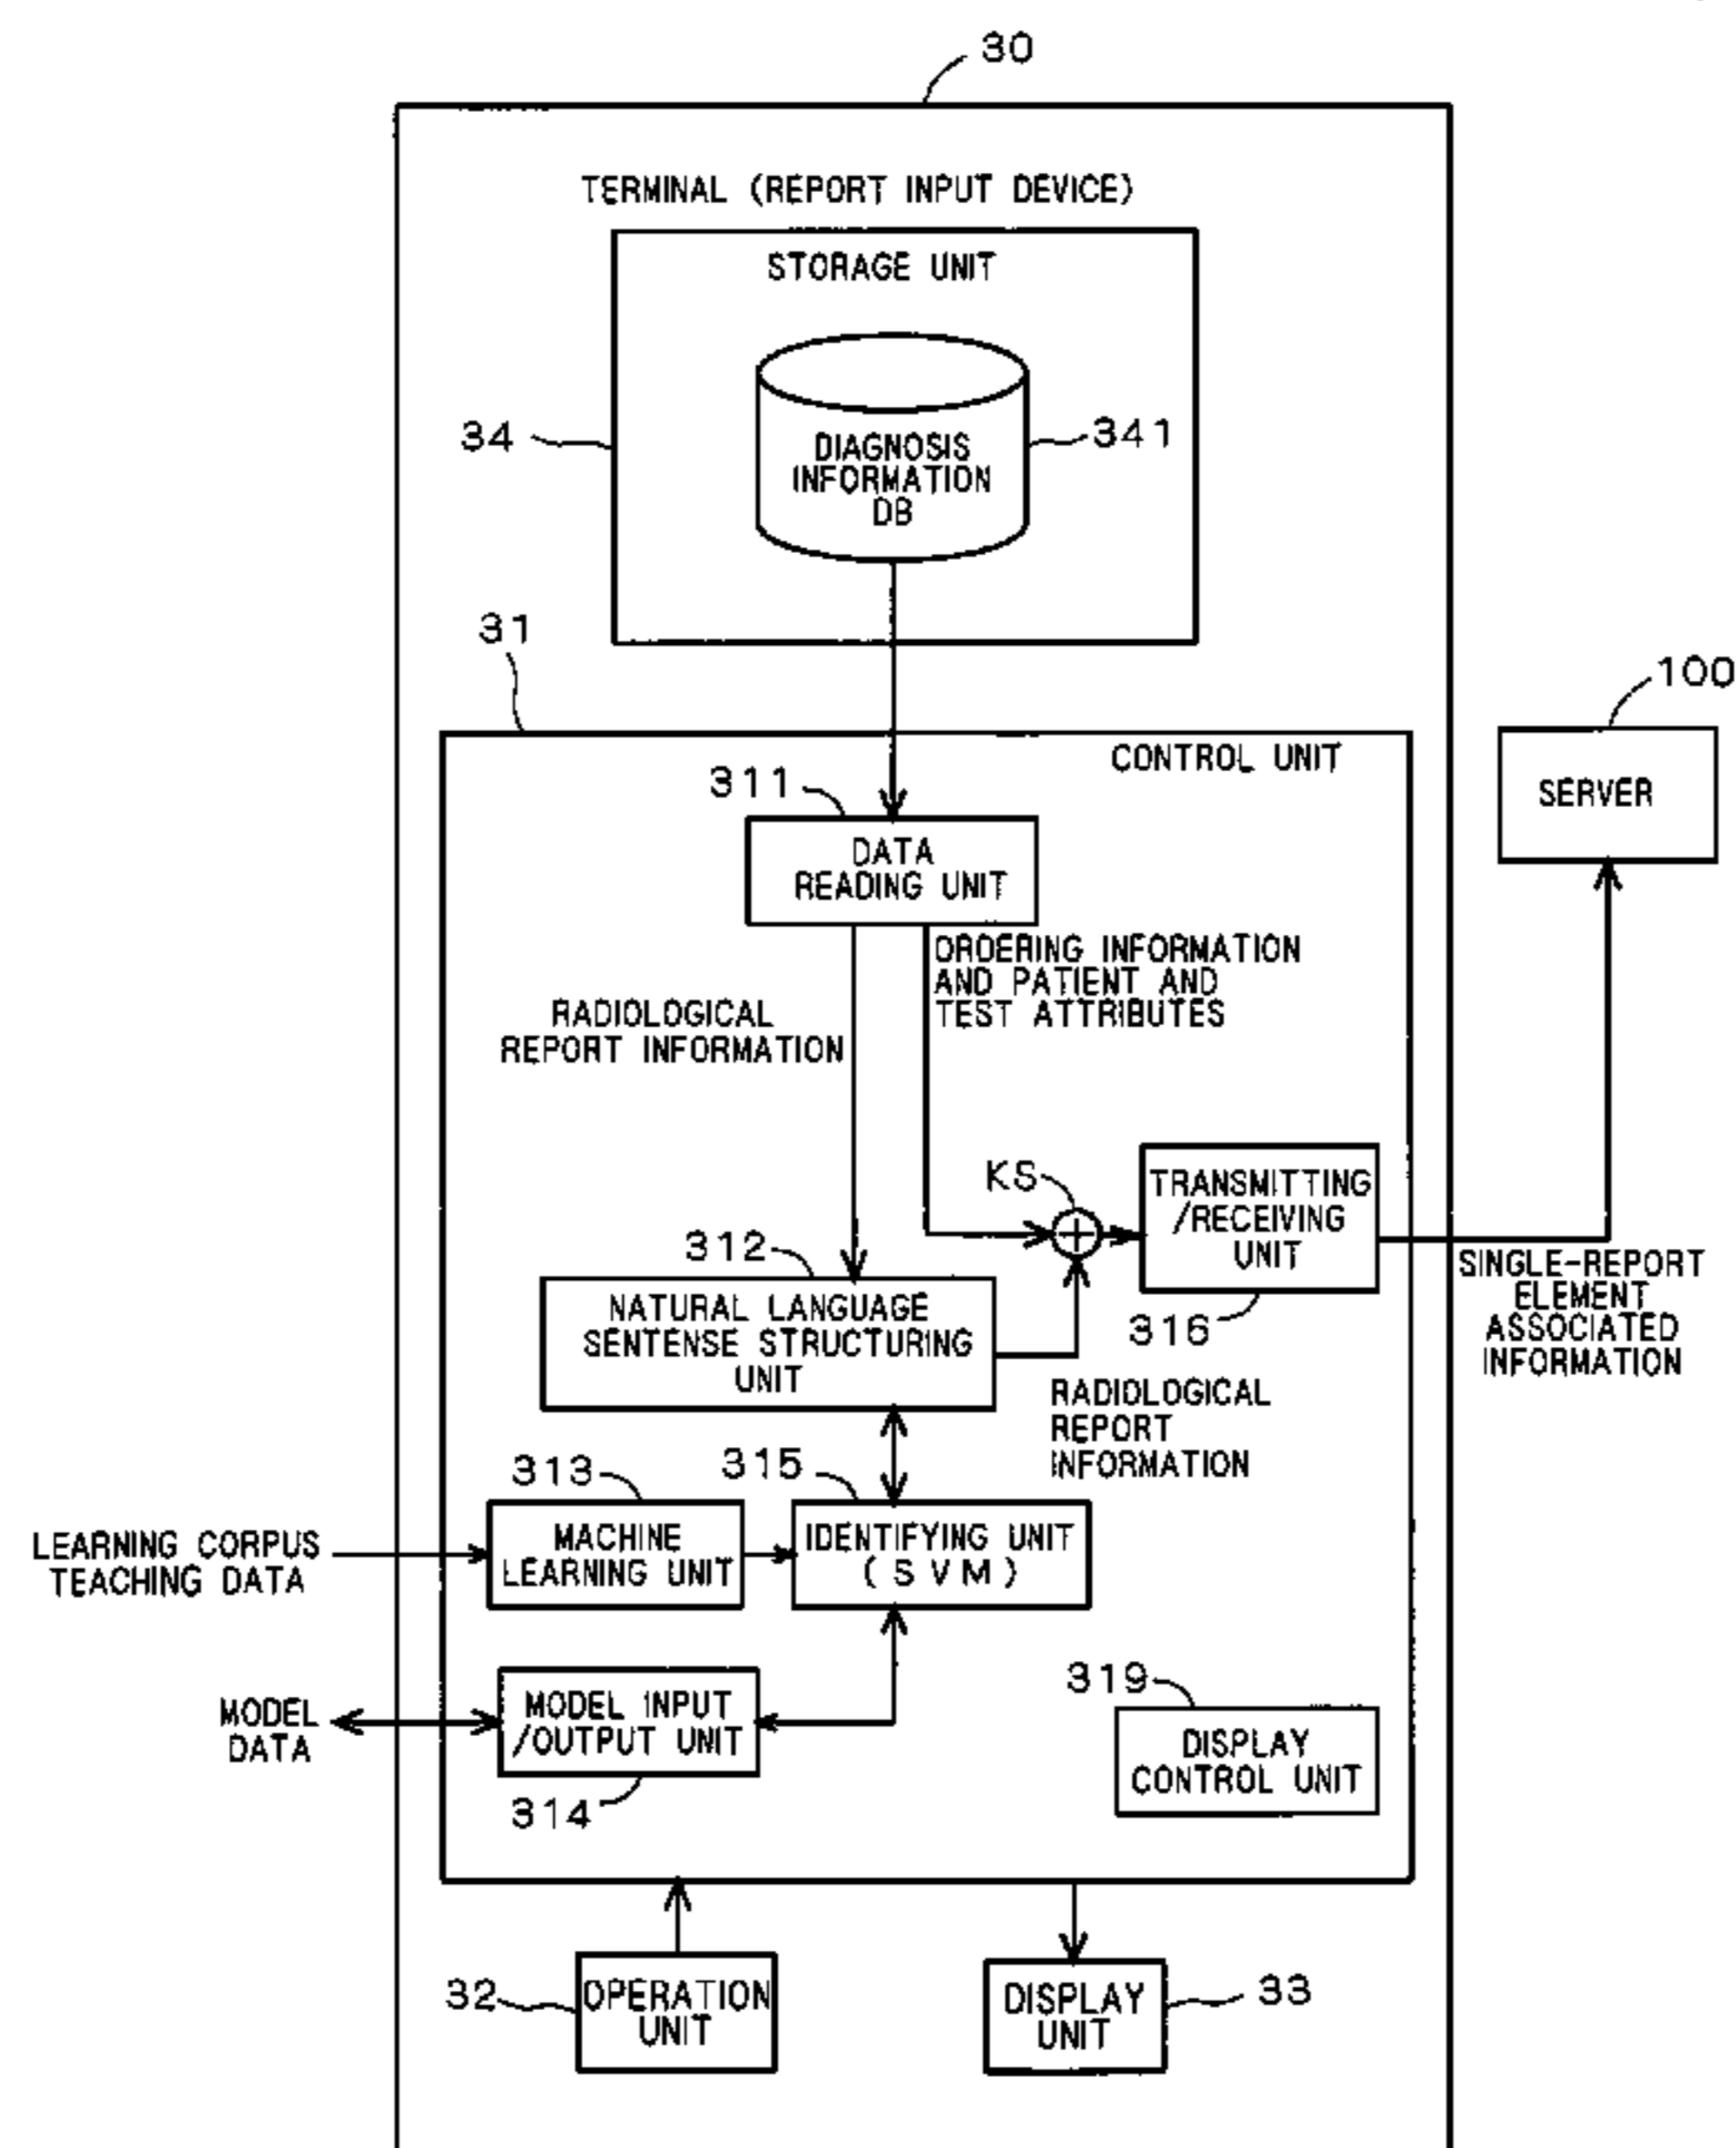 30
TERMINAL (REPORT INPUT DEVICE)
STORAGE UNIT
34
341
DIAGNOSIS
INFORMATION
DB
31
100
CONTROL UNIT
SERVER
311
DATA
READING UNIT
ORDERING INFORMATION
AND PATIENT AND
TEST ATTRIBUTES
RADIOLOGICAL
REPORT INFORMATION
KS
TRANSMITTING
/RECEIVING
UNIT
316
SINGLE-REPORT
ELEMENT
ASSOCIATED
INFORMATION
312
NATURAL LANGUAGE
SENTENSE STRUCTURING
UNIT
RADIOLOGICAL
REPORT
INFORMATION
313
315
LEARNING CORPUS
TEACHING DATA
MACHINE
LEARNING UNIT
IDENTIFYING UNIT
(SVM)
MODEL
DATA
MODEL INPUT
/OUTPUT UNIT
314
319
DISPLAY
CONTROL UNIT
32
OPERATION
UNIT
DISPLAY
UNIT
33